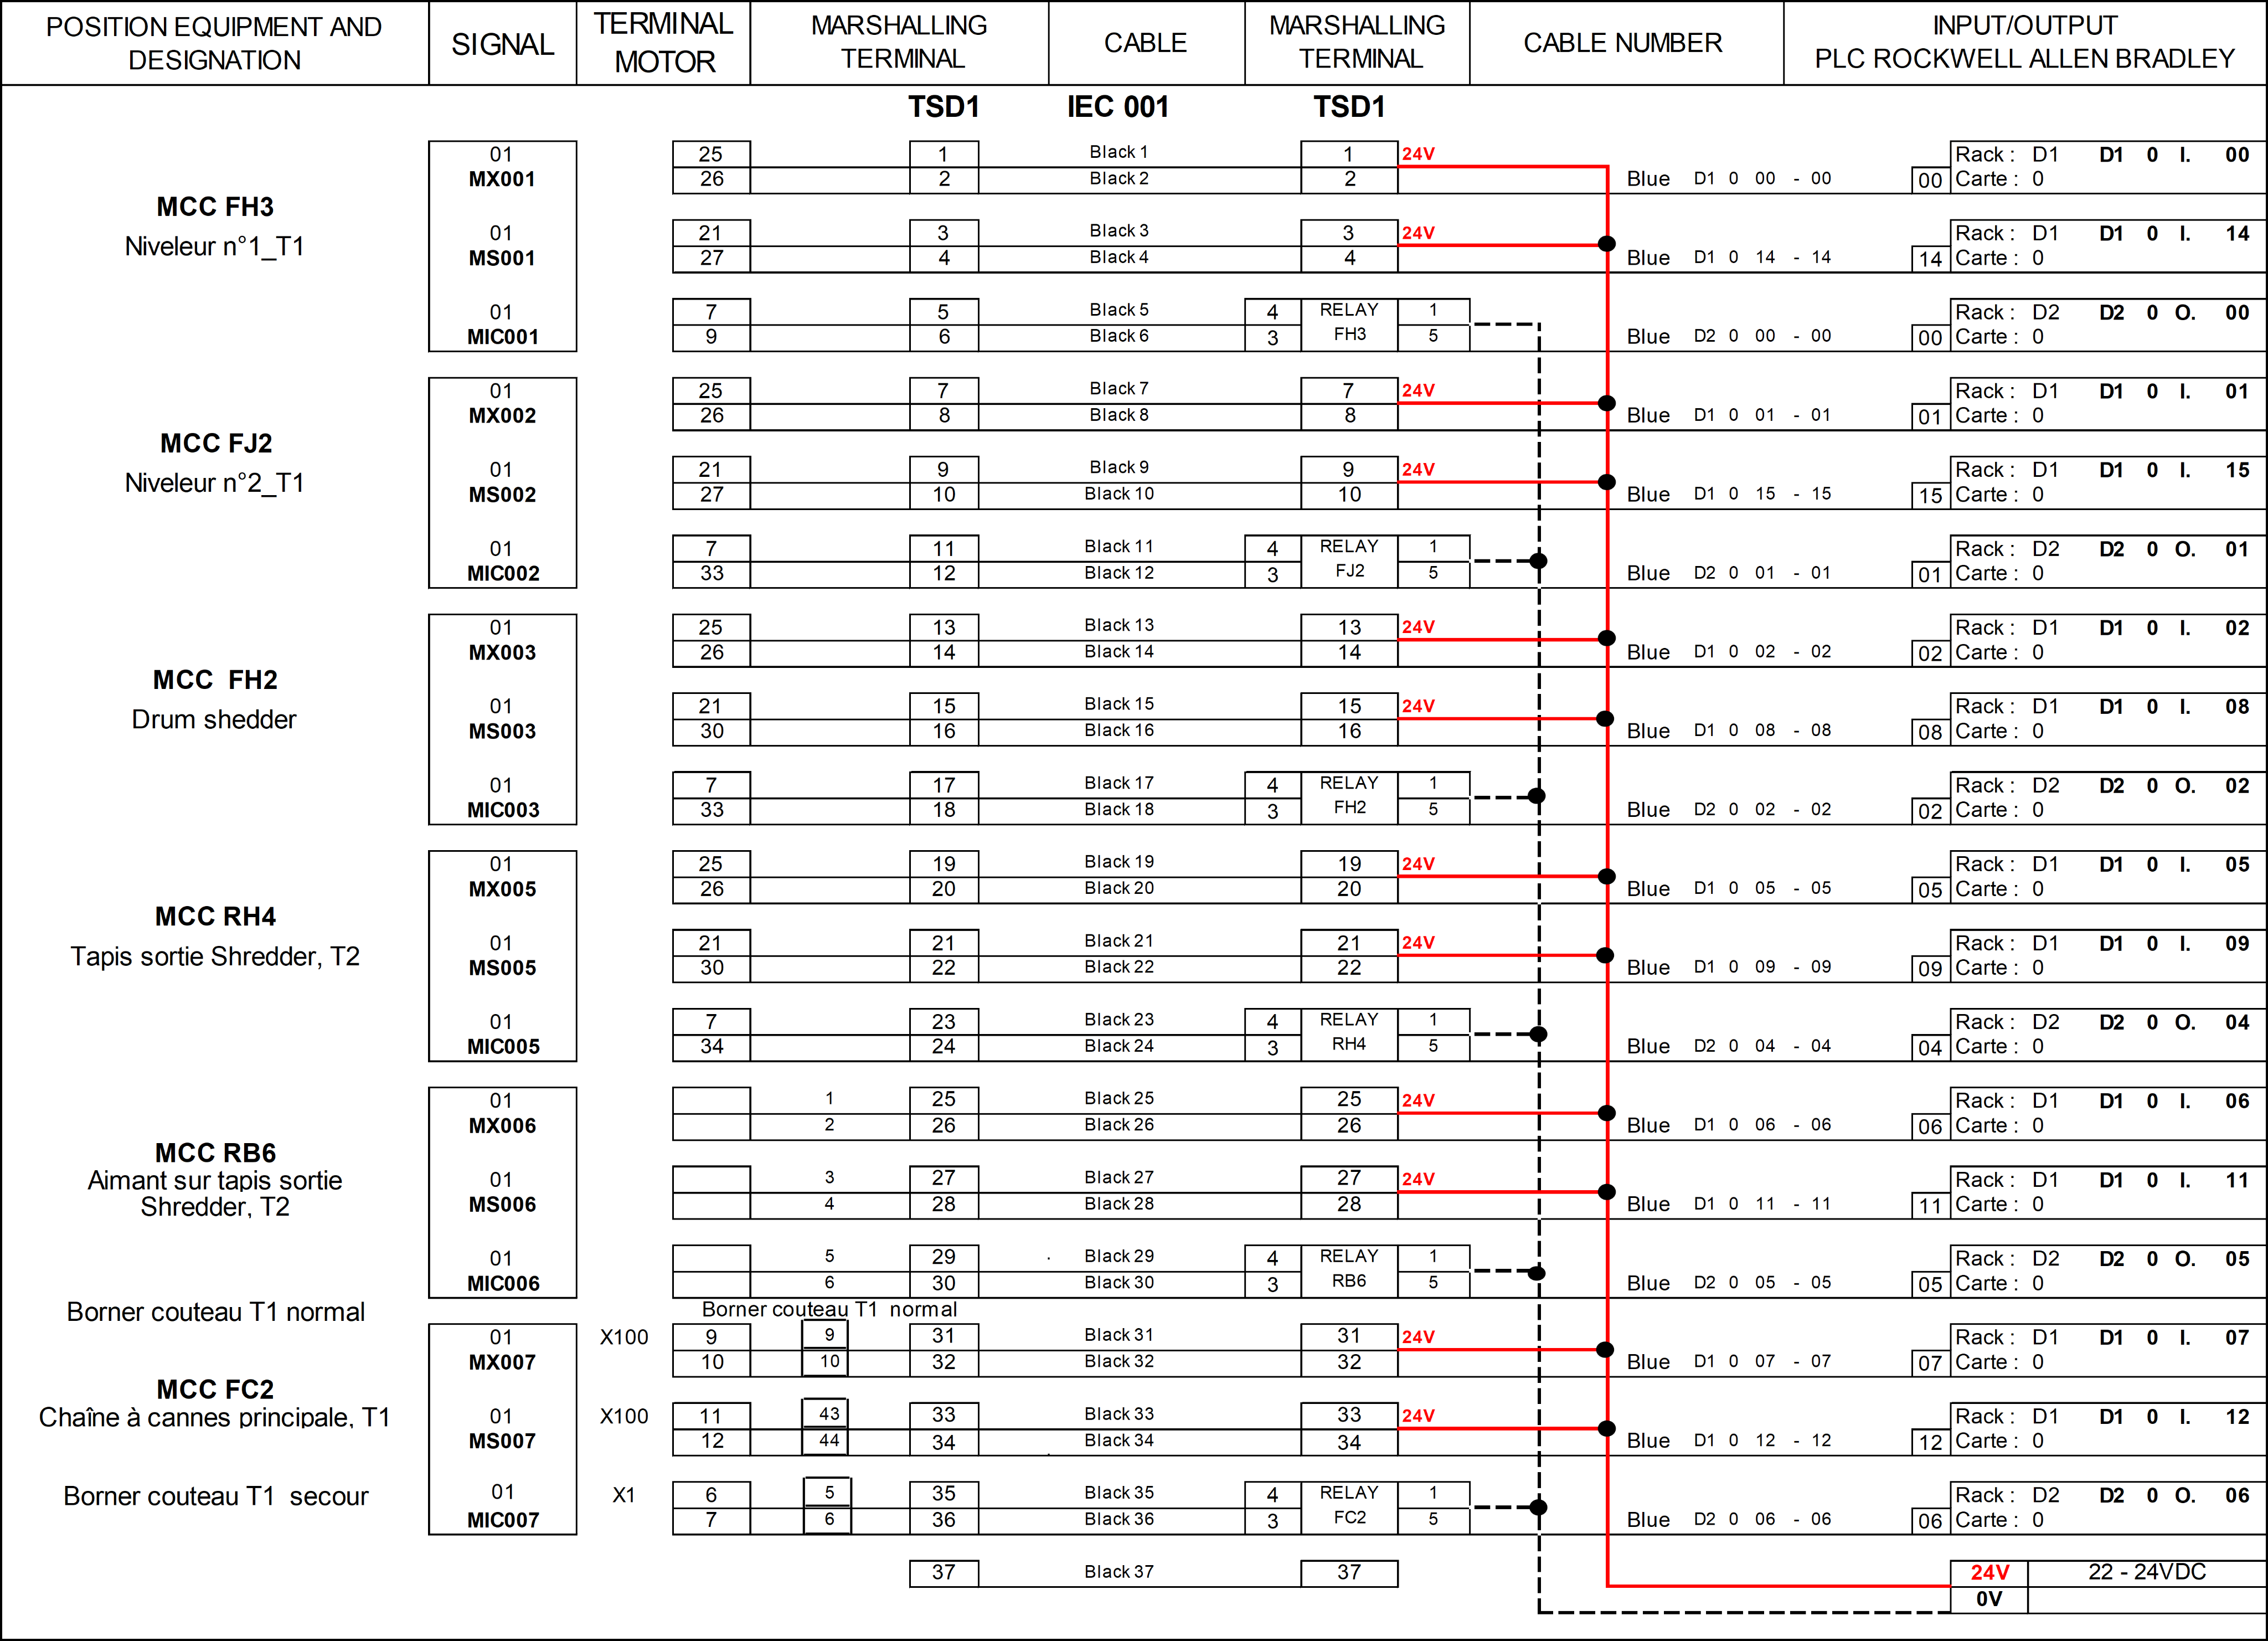 POSITION EQUIPMENT AND DESIGNATION SIGNAL TERMINAL MOTOR MARSHALLING TERMINAL CABLE MARSHALLING TERMINAL CABLE NUMBER INPUT/OUTPUT PLC ROCKWELL ALLEN BRADLEY
TSD1 IEC 001 TSD1
01 25 1 Black 1 1 24V Rack : D1 D1 0 I. 00
MX001 26 2 Black 2 2 Blue D1 0 00 - 00 00 Carte : 0
MCC FH3
01 21 3 Black 3 3 24V Rack : D1 D1 0 I. 14
Niveleur n°1_T1
MS001 27 4 Black 4 4 Blue D1 0 14 - 14 14 Carte : 0
01 7 5 Black 5 4 RELAY 1 Rack : D2 D2 0 O. 00
MIC001 9 6 Black 6 3 FH3 5 Blue D2 0 00 - 00 00 Carte : 0
01 25 7 Black 7 7 24V Rack : D1 D1 0 I. 01
MX002 26 8 Black 8 8 Blue D1 0 01 - 01 01 Carte : 0
MCC FJ2
01 21 9 Black 9 9 24V Rack : D1 D1 0 I. 15
Niveleur n°2_T1
MS002 27 10 Black 10 10 Blue D1 0 15 - 15 15 Carte : 0
01 7 11 Black 11 4 RELAY 1 Rack : D2 D2 0 O. 01
MIC002 33 12 Black 12 3 FJ2 5 Blue D2 0 01 - 01 01 Carte : 0
01 25 13 Black 13 13 24V Rack : D1 D1 0 I. 02
MX003 26 14 Black 14 14 Blue D1 0 02 - 02 02 Carte : 0
MCC FH2
01 21 15 Black 15 15 24V Rack : D1 D1 0 I. 08
Drum shedder
MS003 30 16 Black 16 16 Blue D1 0 08 - 08 08 Carte : 0
01 7 17 Black 17 4 RELAY 1 Rack : D2 D2 0 O. 02
MIC003 33 18 Black 18 3 FH2 5 Blue D2 0 02 - 02 02 Carte : 0
01 25 19 Black 19 19 24V Rack : D1 D1 0 I. 05
MX005 26 20 Black 20 20 Blue D1 0 05 - 05 05 Carte : 0
MCC RH4
01 21 21 Black 21 21 24V Rack : D1 D1 0 I. 09
Tapis sortie Shredder, T2
MS005 30 22 Black 22 22 Blue D1 0 09 - 09 09 Carte : 0
01 7 23 Black 23 4 RELAY 1 Rack : D2 D2 0 O. 04
MIC005 34 24 Black 24 3 RH4 5 Blue D2 0 04 - 04 04 Carte : 0
01 1 25 Black 25 25 24V Rack : D1 D1 0 I. 06
MX006 2 26 Black 26 26 Blue D1 0 06 - 06 06 Carte : 0
MCC RB6
Aimant sur tapis sortie 01 3 27 Black 27 27 24V Rack : D1 D1 0 I. 11
Shredder, T2 MS006 4 28 Black 28 28 Blue D1 0 11 - 11 11 Carte : 0
01 5 29 Black 29 4 RELAY 1 Rack : D2 D2 0 O. 05
MIC006 6 30 Black 30 3 RB6 5 Blue D2 0 05 - 05 05 Carte : 0
Borner couteau T1 normal Borner couteau T1 normal
01 X100 9 9 31 Black 31 31 24V Rack : D1 D1 0 I. 07
MX007 10 10 32 Black 32 32 Blue D1 0 07 - 07 07 Carte : 0
MCC FC2
Chaîne à cannes principale, T1 01 X100 11 43 33 Black 33 33 24V Rack : D1 D1 0 I. 12
MS007 12 44 34 Black 34 34 Blue D1 0 12 - 12 12 Carte : 0
Borner couteau T1 secour 01 X1 6 5 35 Black 35 4 RELAY 1 Rack : D2 D2 0 O. 06
MIC007 7 6 36 Black 36 3 FC2 5 Blue D2 0 06 - 06 06 Carte : 0
37 Black 37 37 24V 22 - 24VDC
0V